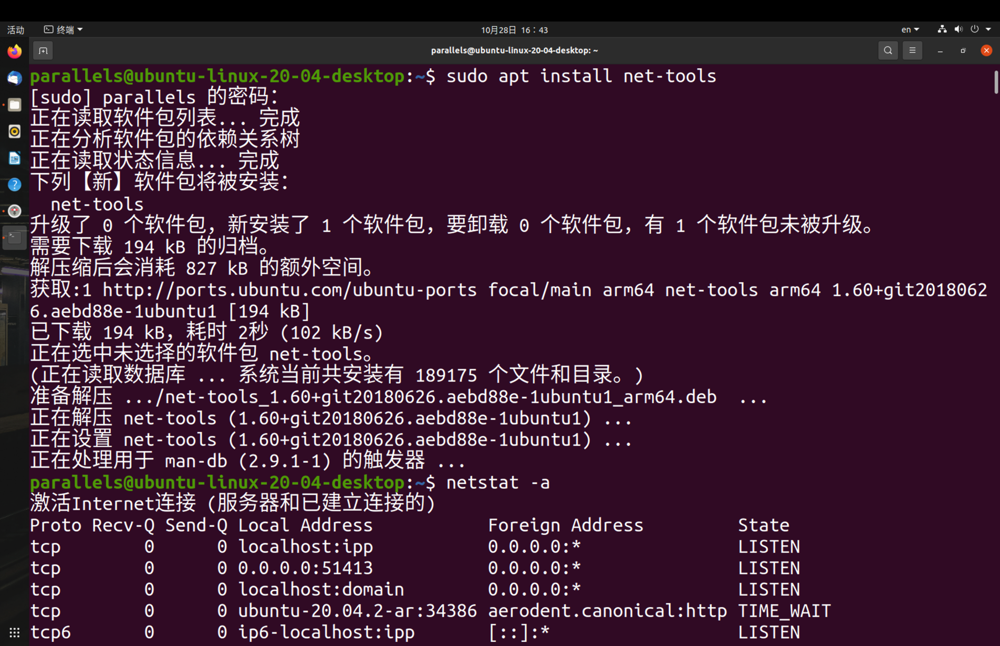 活动 终端 10月28日 16：43 en
parallels@ubuntu-linux-20-04-desktop: ~
parallels@ubuntu-linux-20-04-desktop:~$ sudo apt install net-tools
[sudo] parallels 的密码：
正在读取软件包列表... 完成
正在分析软件包的依赖关系树
正在读取状态信息... 完成
下列【新】软件包将被安装：
  net-tools
升级了 0 个软件包，新安装了 1 个软件包，要卸载 0 个软件包，有 1 个软件包未被升级。
需要下载 194 kB 的归档。
解压缩后会消耗 827 kB 的额外空间。
获取:1 http://ports.ubuntu.com/ubuntu-ports focal/main arm64 net-tools arm64 1.60+git2018062
6.aebd88e-1ubuntu1 [194 kB]
已下载 194 kB，耗时 2秒 (102 kB/s)
正在选中未选择的软件包 net-tools。
(正在读取数据库 ... 系统当前共安装有 189175 个文件和目录。)
准备解压 .../net-tools_1.60+git20180626.aebd88e-1ubuntu1_arm64.deb  ...
正在解压 net-tools (1.60+git20180626.aebd88e-1ubuntu1) ...
正在设置 net-tools (1.60+git20180626.aebd88e-1ubuntu1) ...
正在处理用于 man-db (2.9.1-1) 的触发器 ...
parallels@ubuntu-linux-20-04-desktop:~$ netstat -a
激活Internet连接 (服务器和已建立连接的)
Proto Recv-Q Send-Q Local Address           Foreign Address         State
tcp        0      0 localhost:ipp           0.0.0.0:*               LISTEN
tcp        0      0 0.0.0.0:51413           0.0.0.0:*               LISTEN
tcp        0      0 localhost:domain        0.0.0.0:*               LISTEN
tcp        0      0 ubuntu-20.04.2-ar:34386 aerodent.canonical:http TIME_WAIT
tcp6       0      0 ip6-localhost:ipp       [::]:*                  LISTEN